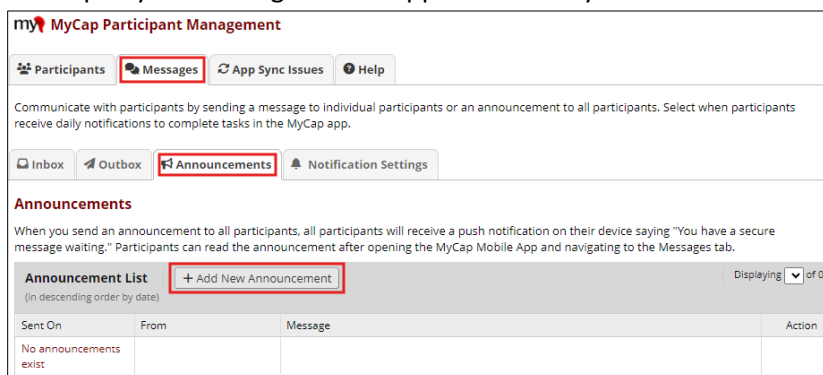 my MyCap Participant Management
Participants Messages App Sync Issues Help
Communicate with participants by sending a message to individual participants or an announcement to all participants. Select when participants
receive daily notifications to complete tasks in the MyCap app.
Inbox Outbox Announcements Notification Settings
Announcements
When you send an announcement to all participants, all participants will receive a push notification on their device saying "You have a secure
message waiting." Participants can read the announcement after opening the MyCap Mobile App and navigating to the Messages tab.
Announcement List + Add New Announcement Displaying of 0
(in descending order by date)
Sent On From Message Action
No announcements
exist